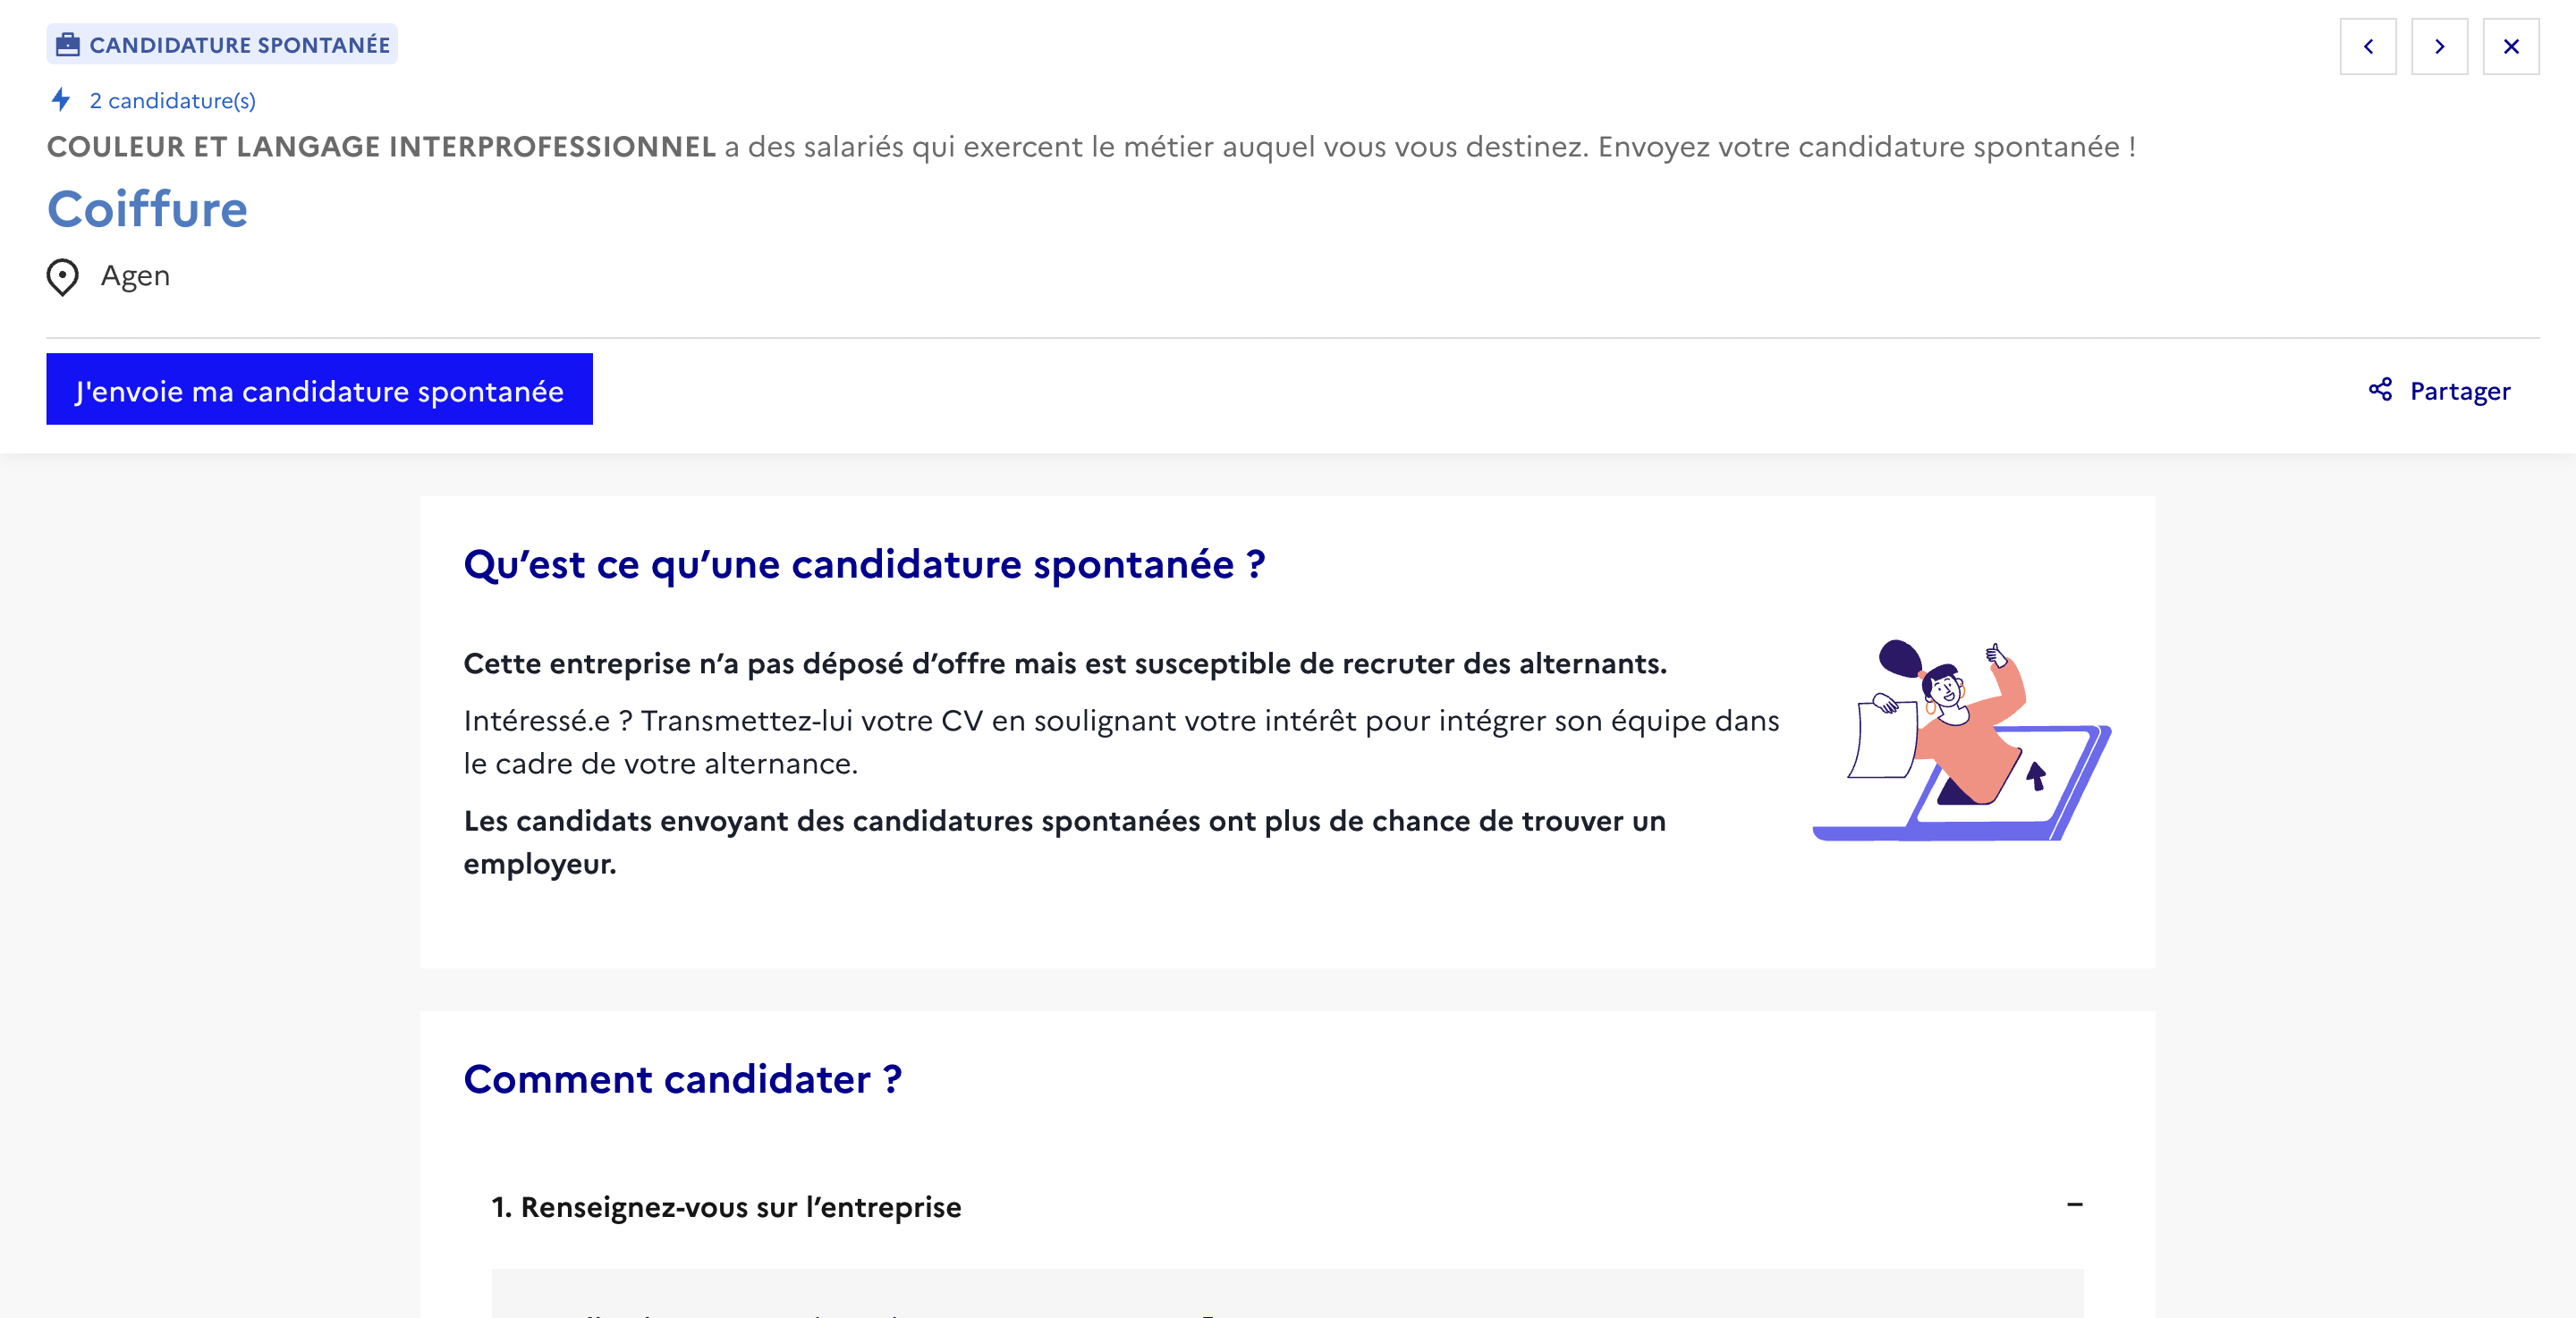 CANDIDATURE SPONTANÉE
2 candidature(s)
COULEUR ET LANGAGE INTERPROFESSIONNEL a des salariés qui exercent le métier auquel vous vous destinez. Envoyez votre candidature spontanée !
Coiffure
Agen
J'envoie ma candidature spontanée
Partager
Qu’est ce qu’une candidature spontanée ?
Cette entreprise n’a pas déposé d’offre mais est susceptible de recruter des alternants.
Intéressé.e ? Transmettez-lui votre CV en soulignant votre intérêt pour intégrer son équipe dans
le cadre de votre alternance.
Les candidats envoyant des candidatures spontanées ont plus de chance de trouver un
employeur.
Comment candidater ?
1. Renseignez-vous sur l’entreprise